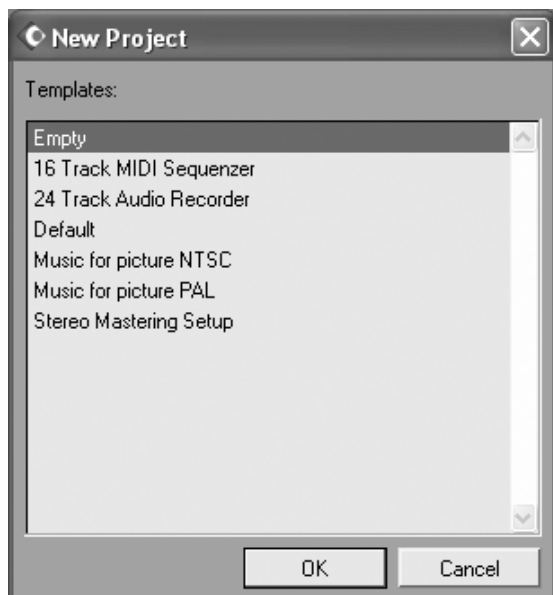 New Project
Templates:
Empty
16 Track MIDI Sequenzer
24 Track Audio Recorder
Default
Music for picture NTSC
Music for picture PAL
Stereo Mastering Setup
OK
Cancel